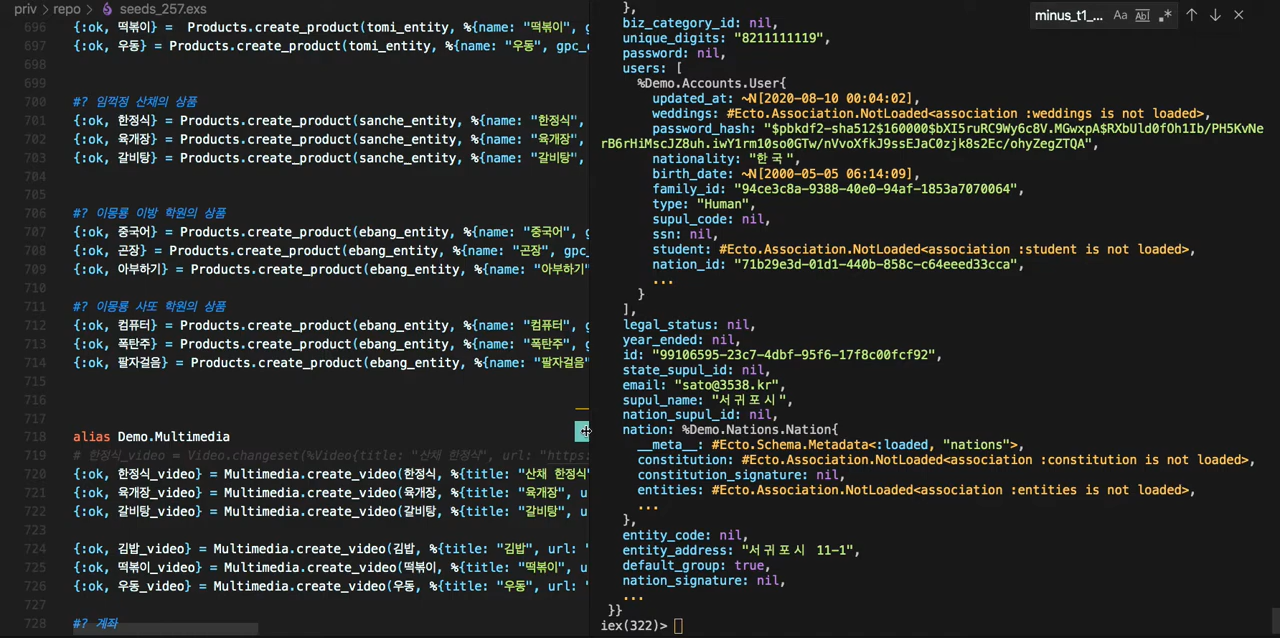 priv > repo > seeds_257.exs
696 {:ok, 떡볶이} =  Products.create_product(tomi_entity, %{name: "떡볶이", gpc_
697 {:ok, 우동} = Products.create_product(tomi_entity, %{name: "우동", gpc_c
698
699
700 #? 임꺽정 산채의 상품
701 {:ok, 한정식} = Products.create_product(sanche_entity, %{name: "한정식",
702 {:ok, 육개장} = Products.create_product(sanche_entity, %{name: "육개장",
703 {:ok, 갈비탕} = Products.create_product(sanche_entity, %{name: "갈비탕",
704
705
706 #? 이몽룡 이방 학원의 상품
707 {:ok, 중국어} = Products.create_product(ebang_entity, %{name: "중국어", g
708 {:ok, 곤장} = Products.create_product(ebang_entity, %{name: "곤장", gpc_
709 {:ok, 아부하기} = Products.create_product(ebang_entity, %{name: "아부하기"
710
711 #? 이몽룡 사또 학원의 상품
712 {:ok, 컴퓨터} = Products.create_product(ebang_entity, %{name: "컴퓨터", g
713 {:ok, 폭탄주} = Products.create_product(ebang_entity, %{name: "폭탄주", g
714 {:ok, 팔자걸음} = Products.create_product(ebang_entity, %{name: "팔자걸음"
715
716
717
718 alias Demo.Multimedia
719 # 한정식_video = Video.changeset(%Video{title: "산채 한정식", url: "https:
720 {:ok, 한정식_video} = Multimedia.create_video(한정식, %{title: "산채 한정식"
721 {:ok, 육개장_video} = Multimedia.create_video(육개장, %{title: "육개장", u
722 {:ok, 갈비탕_video} = Multimedia.create_video(갈비탕, %{title: "갈비탕", u
723
724 {:ok, 김밥_video} = Multimedia.create_video(김밥, %{title: "김밥", url: "
725 {:ok, 떡볶이_video} = Multimedia.create_video(떡볶이, %{title: "떡볶이", u
726 {:ok, 우동_video} = Multimedia.create_video(우동, %{title: "우동", url: "
727
728 #? 계좌
minus_t1_... Aa Ab .*
},
biz_category_id: nil,
unique_digits: "8211111119",
password: nil,
users: [
%Demo.Accounts.User{
updated_at: ~N[2020-08-10 00:04:02],
weddings: #Ecto.Association.NotLoaded<association :weddings is not loaded>,
password_hash: "$pbkdf2-sha512$160000$bXI5ruRC9Wy6c8V.MGwxpA$RXbUld0fOh1Ib/PH5KvNe
rB6rHiMscJZ8uh.iwY1rm10so0GTw/nVvoXfkJ9ssEJaC0zjk8s2Ec/ohyZegZTQA",
nationality: "한국",
birth_date: ~N[2000-05-05 06:14:09],
family_id: "94ce3c8a-9388-40e0-94af-1853a7070064",
type: "Human",
supul_code: nil,
ssn: nil,
student: #Ecto.Association.NotLoaded<association :student is not loaded>,
nation_id: "71b29e3d-01d1-440b-858c-c64eeed33cca",
...
}
],
legal_status: nil,
year_ended: nil,
id: "99106595-23c7-4dbf-95f6-17f8c00fcf92",
state_supul_id: nil,
email: "sato@3538.kr",
supul_name: "서귀포시",
nation_supul_id: nil,
nation: %Demo.Nations.Nation{
__meta__: #Ecto.Schema.Metadata<:loaded, "nations">,
constitution: #Ecto.Association.NotLoaded<association :constitution is not loaded>,
constitution_signature: nil,
entities: #Ecto.Association.NotLoaded<association :entities is not loaded>,
...
},
entity_code: nil,
entity_address: "서귀포시 11-1",
default_group: true,
nation_signature: nil,
...
}}
iex(322)>